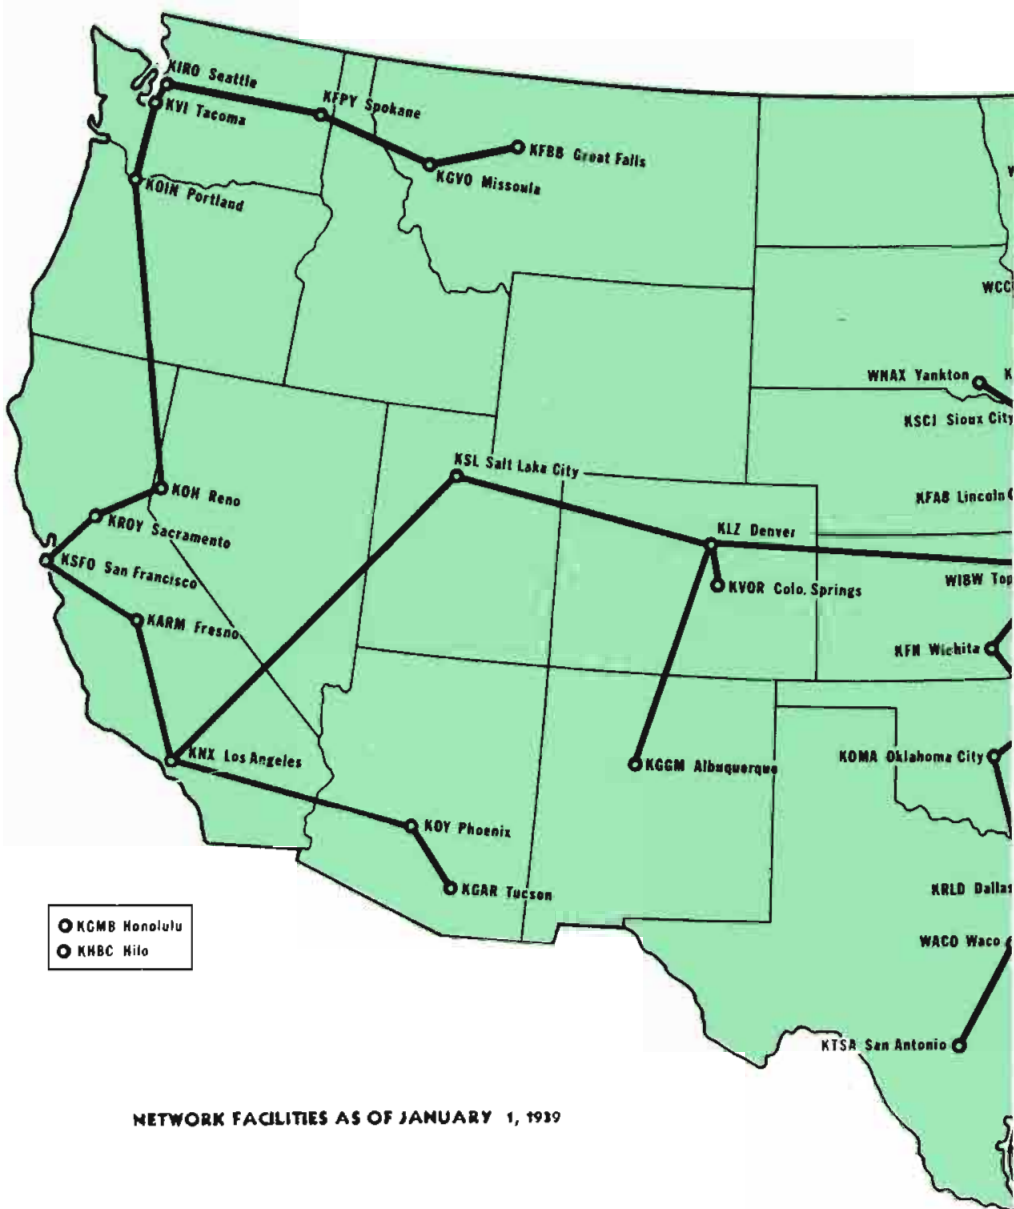 KIRO Seattle
KFPY Spokane
KVI Tacoma
KFBB Great Falls
KGVO Missoula
KOIN Portland
WCC
WNAX Yankton
K
KSCJ Sioux City
KSL Salt Lake City
KOH Reno
KFAB Lincoln
KROY Sacramento
KLZ Denver
KSFO San Francisco
KVOR Colo. Springs
WIBW Top
KARM Fresno
KFH Wichita
KNX Los Angeles
KGGM Albuquerque
KOMA Oklahoma City
KOY Phoenix
KGAR Tucson
KRLD Dallas
KGMB Honolulu
KHBC Hilo
WACO Waco
KTSA San Antonio
NETWORK FACILITIES AS OF JANUARY 1, 1939